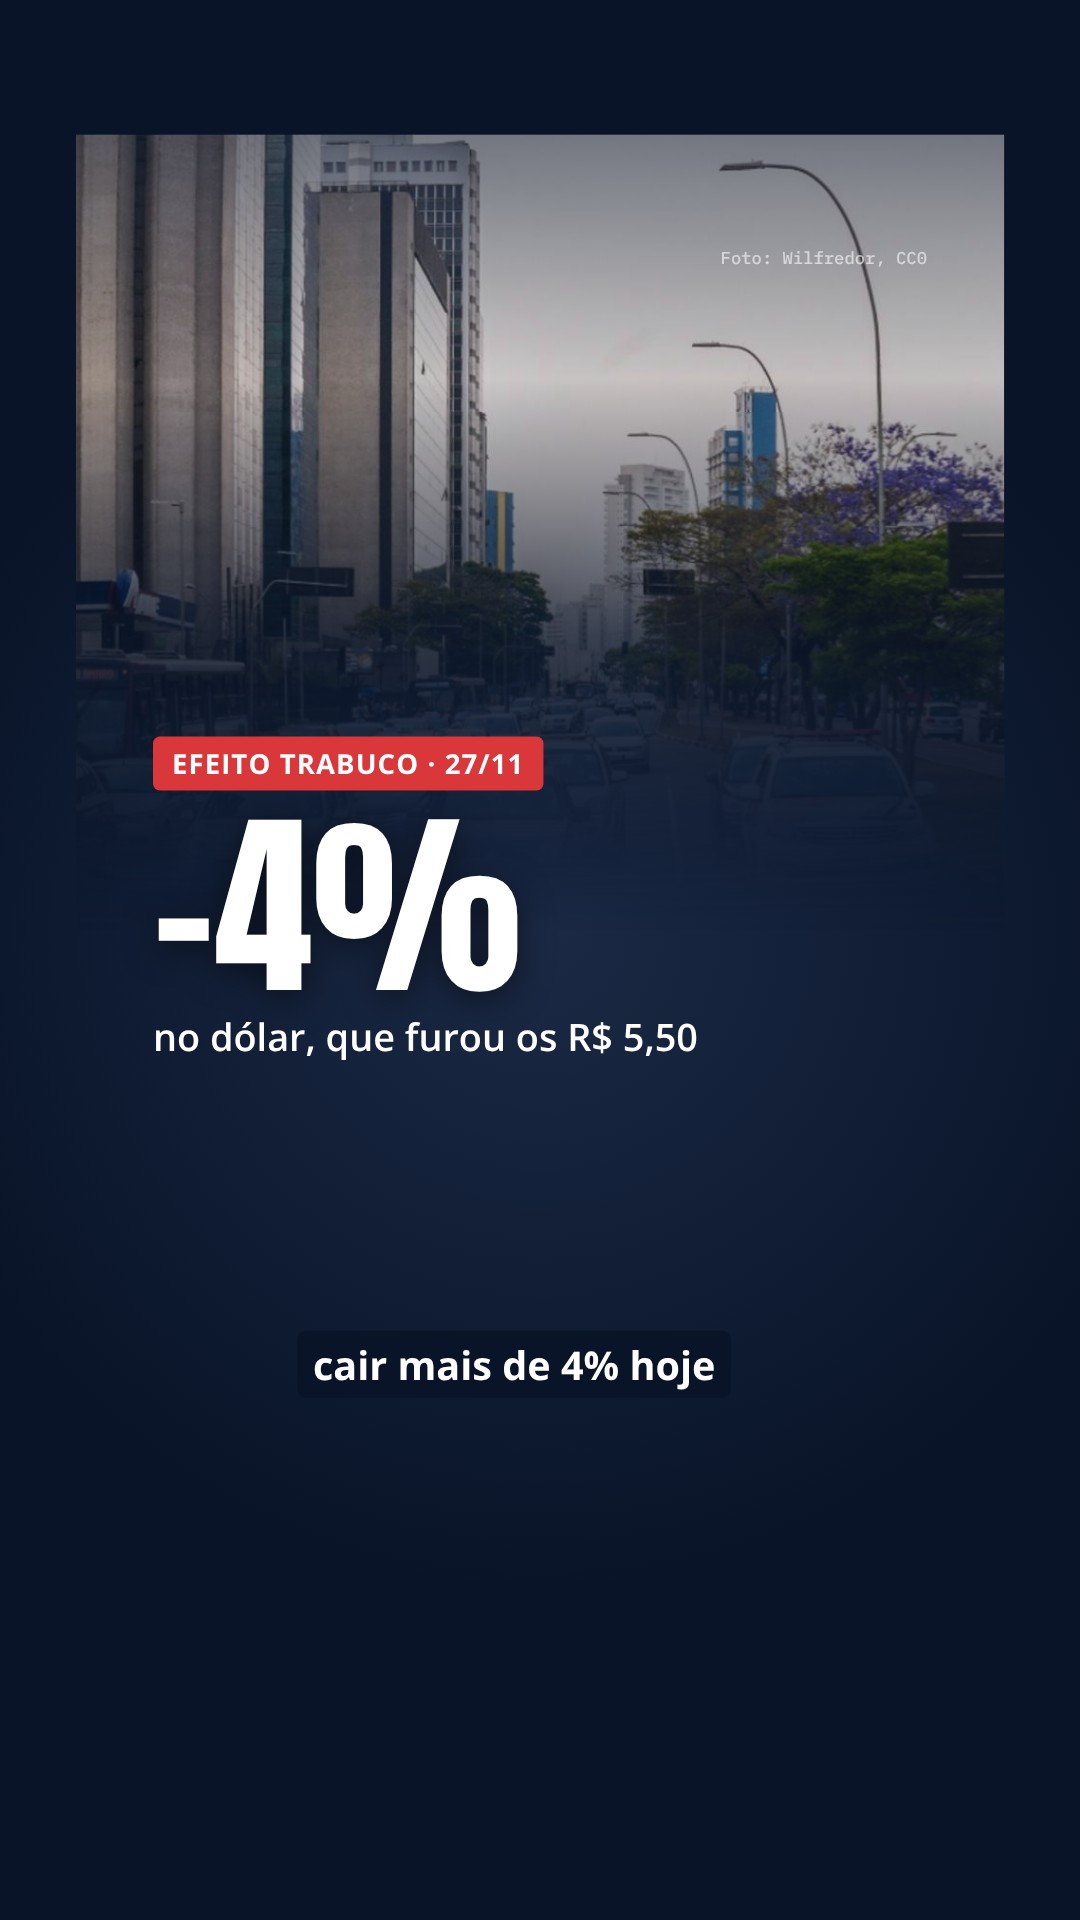 Foto: Wilfredor, CC0
EFEITO TRABUCO · 27/11
-4%
no dólar, que furou os R$ 5,50
cair mais de 4% hoje